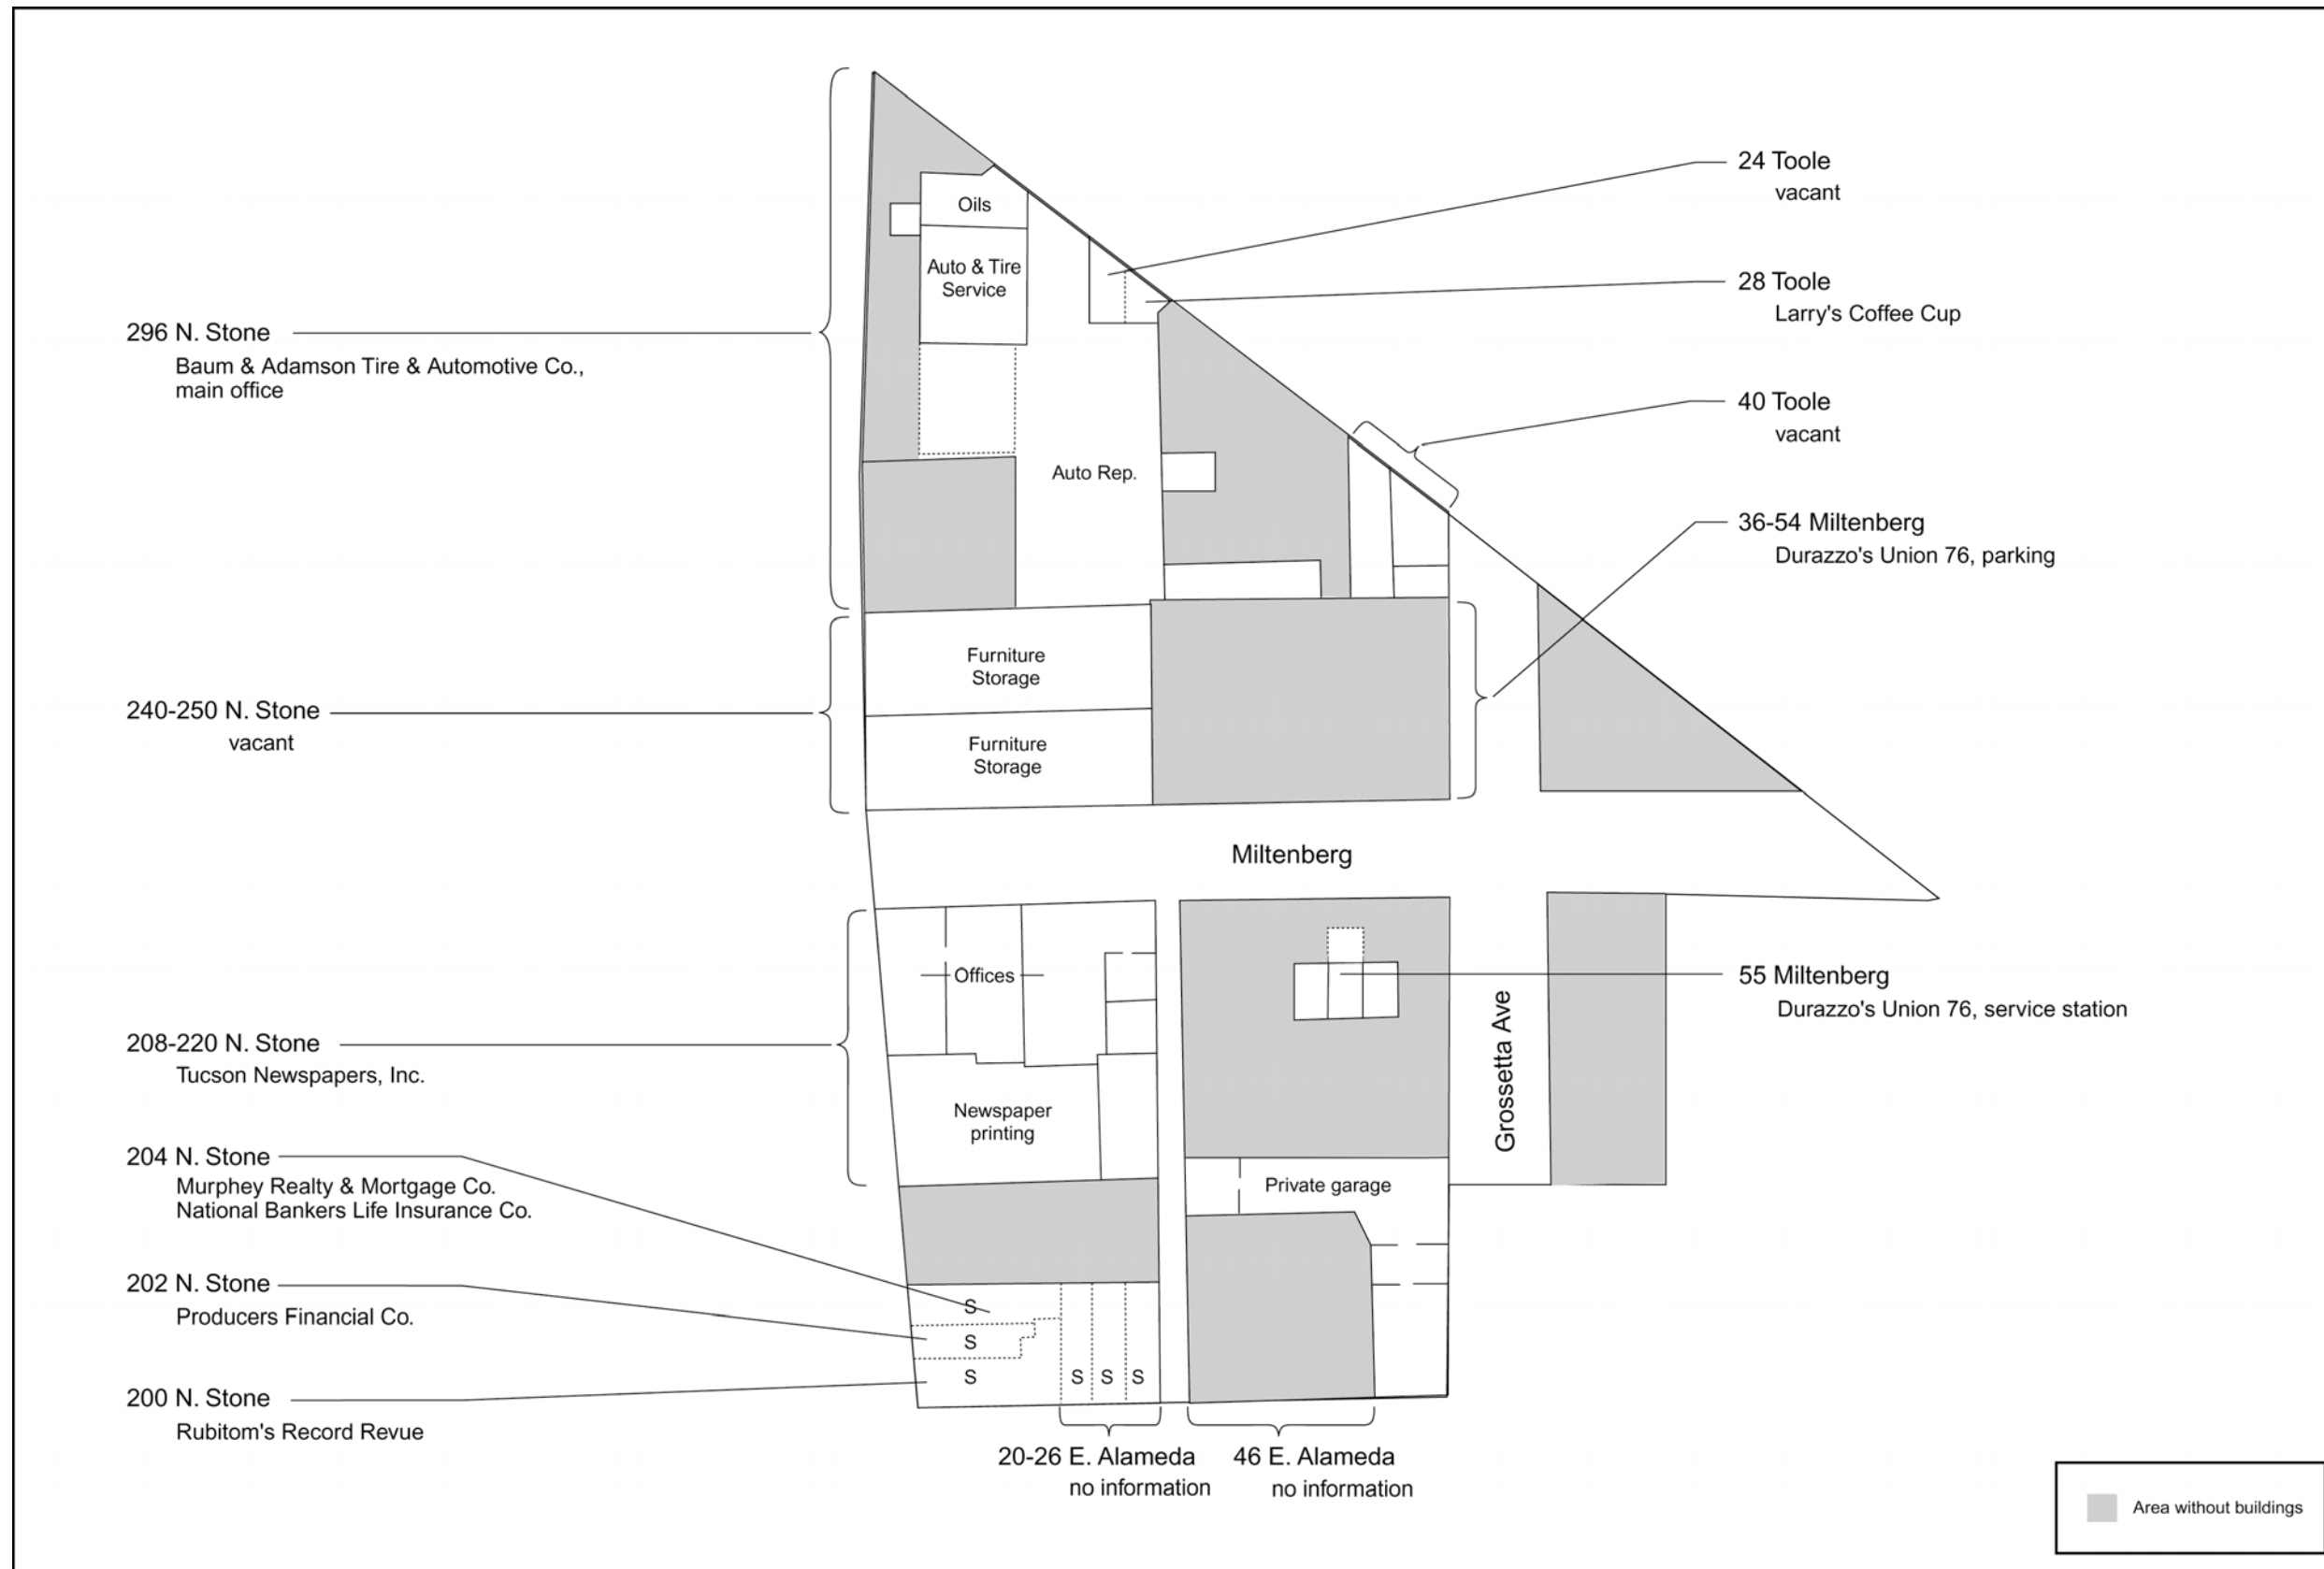 24 Toole
vacant
Oils
Auto & Tire
Service
28 Toole
Larry's Coffee Cup
296 N. Stone
Baum & Adamson Tire & Automotive Co.,
main office
40 Toole
vacant
Auto Rep.
36-54 Miltenberg
Durazzo's Union 76, parking
Furniture
Storage
240-250 N. Stone
vacant
Furniture
Storage
Miltenberg
Offices
55 Miltenberg
Durazzo's Union 76, service station
Grossetta Ave
208-220 N. Stone
Tucson Newspapers, Inc.
Newspaper
printing
204 N. Stone
Murphey Realty & Mortgage Co.
National Bankers Life Insurance Co.
Private garage
202 N. Stone
Producers Financial Co.
S
S
S
S S S
200 N. Stone
Rubitom's Record Revue
20-26 E. Alameda
no information
46 E. Alameda
no information
Area without buildings